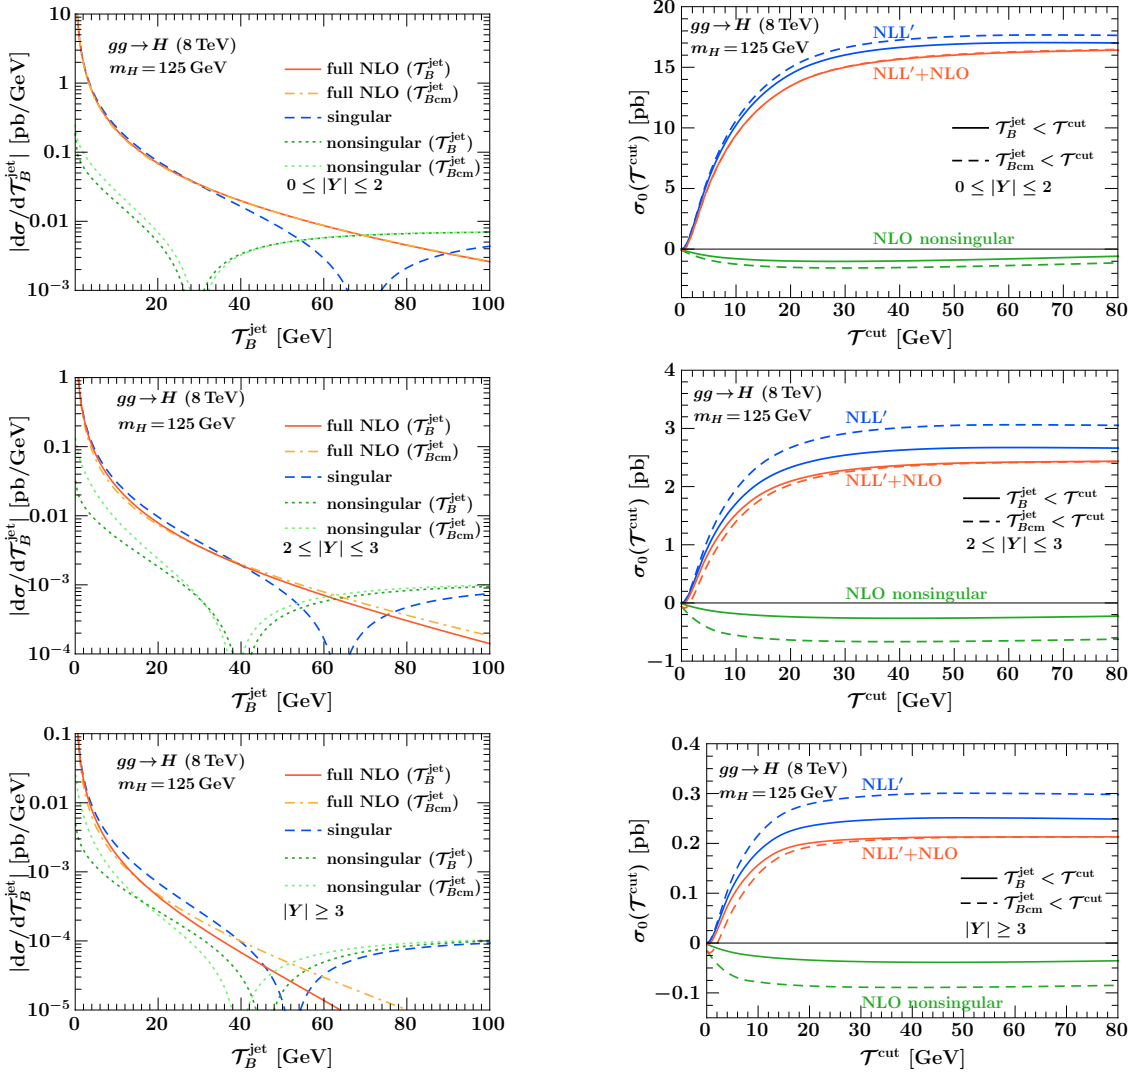 gg→H (8 TeV)
m_H = 125 GeV
full NLO (𝒯_B^jet)
full NLO (𝒯_Bcm^jet)
singular
nonsingular (𝒯_B^jet)
nonsingular (𝒯_Bcm^jet)
0 ≤ |Y| ≤ 2
|dσ/d𝒯_B^jet| [pb/GeV]
10
1
0.1
0.01
10^−3
0 20 40 60 80 100
𝒯_B^jet [GeV]
gg→H (8 TeV)
m_H = 125 GeV
NLL′
NLL′+NLO
𝒯_B^jet < 𝒯^cut
𝒯_Bcm^jet < 𝒯^cut
0 ≤ |Y| ≤ 2
NLO nonsingular
σ_0(𝒯^cut) [pb]
20
15
10
5
0
0 10 20 30 40 50 60 70 80
𝒯^cut [GeV]
gg→H (8 TeV)
m_H = 125 GeV
full NLO (𝒯_B^jet)
full NLO (𝒯_Bcm^jet)
singular
nonsingular (𝒯_B^jet)
nonsingular (𝒯_Bcm^jet)
2 ≤ |Y| ≤ 3
|dσ/d𝒯_B^jet| [pb/GeV]
1
0.1
0.01
10^−3
10^−4
0 20 40 60 80 100
𝒯_B^jet [GeV]
gg→H (8 TeV)
m_H = 125 GeV
NLL′
NLL′+NLO
𝒯_B^jet < 𝒯^cut
𝒯_Bcm^jet < 𝒯^cut
2 ≤ |Y| ≤ 3
NLO nonsingular
σ_0(𝒯^cut) [pb]
4
3
2
1
0
−1
0 10 20 30 40 50 60 70 80
𝒯^cut [GeV]
gg→H (8 TeV)
m_H = 125 GeV
full NLO (𝒯_B^jet)
full NLO (𝒯_Bcm^jet)
singular
nonsingular (𝒯_B^jet)
nonsingular (𝒯_Bcm^jet)
|Y| ≥ 3
|dσ/d𝒯_B^jet| [pb/GeV]
0.1
0.01
10^−3
10^−4
10^−5
0 20 40 60 80 100
𝒯_B^jet [GeV]
gg→H (8 TeV)
m_H = 125 GeV
NLL′
NLL′+NLO
𝒯_B^jet < 𝒯^cut
𝒯_Bcm^jet < 𝒯^cut
|Y| ≥ 3
NLO nonsingular
σ_0(𝒯^cut) [pb]
0.4
0.3
0.2
0.1
0
−0.1
0 10 20 30 40 50 60 70 80
𝒯^cut [GeV]